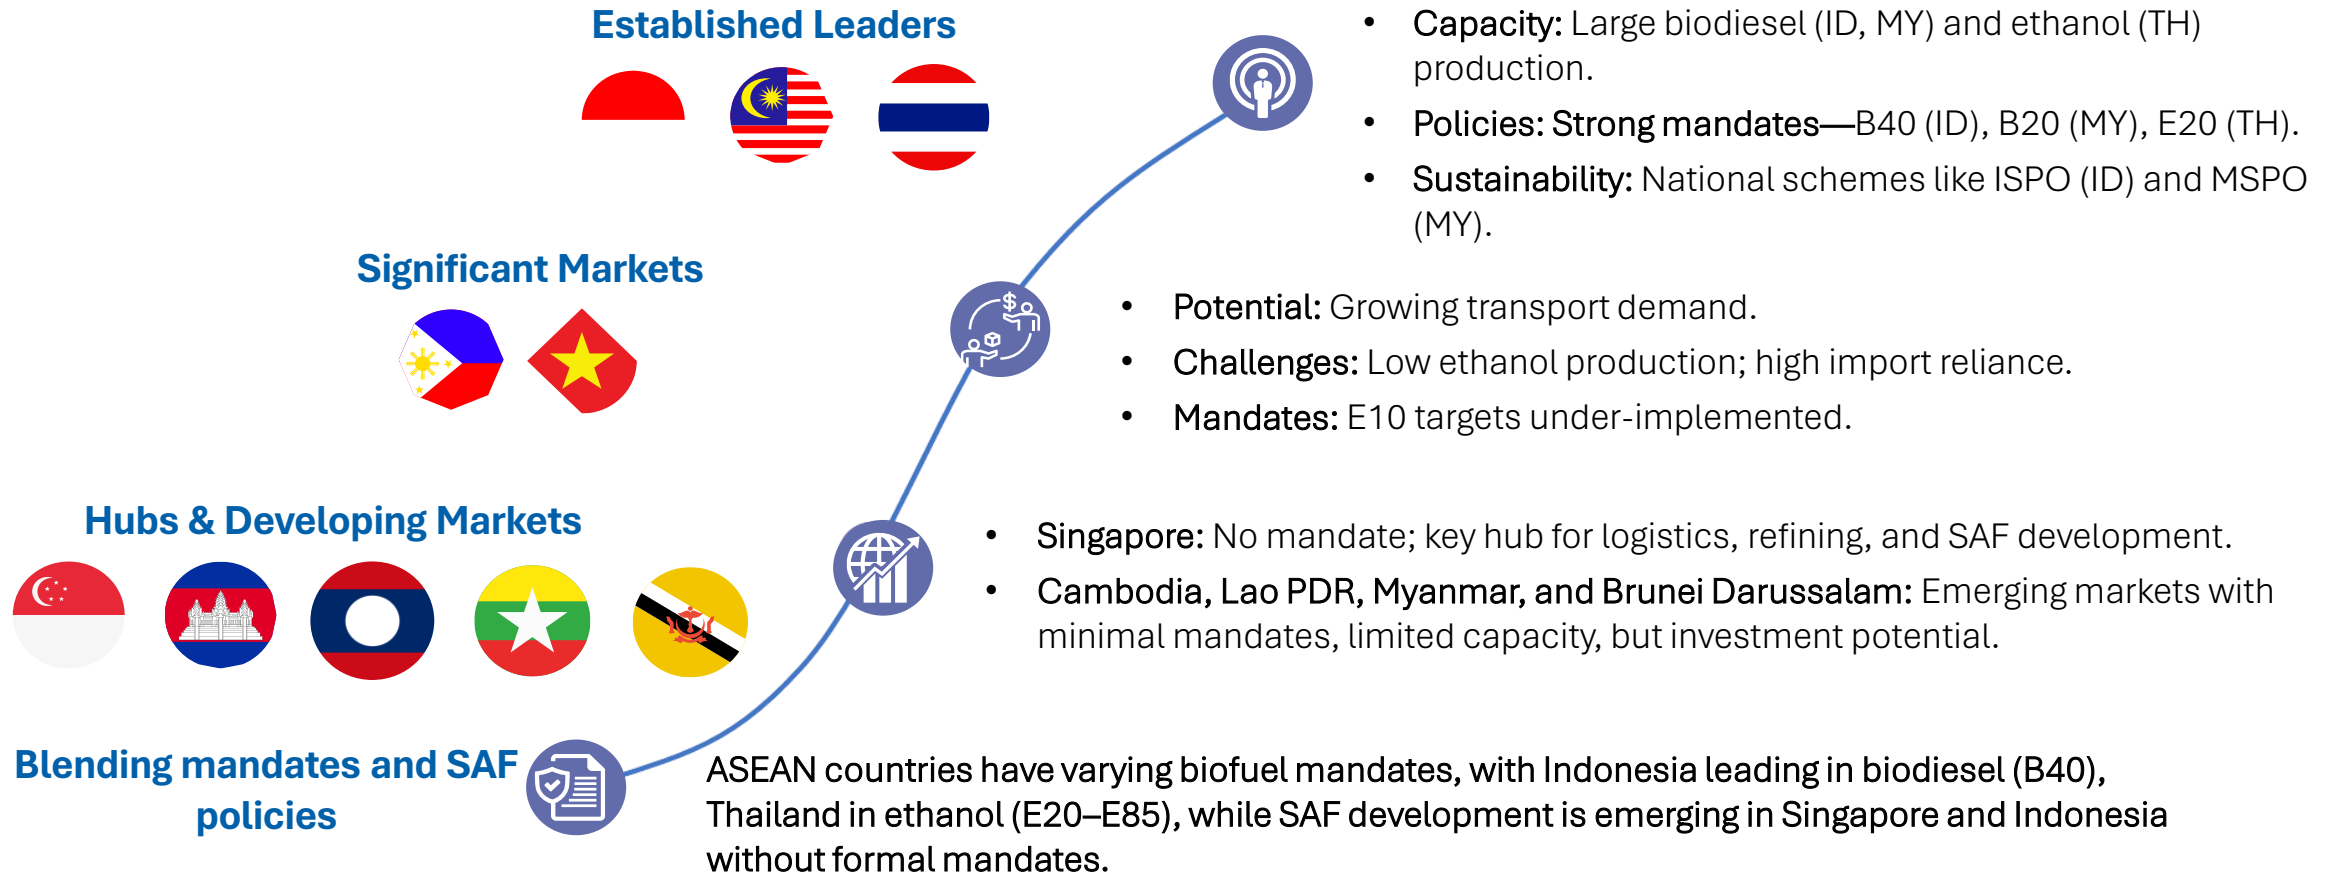 Established Leaders
• Capacity: Large biodiesel (ID, MY) and ethanol (TH)
production.
• Policies: Strong mandates—B40 (ID), B20 (MY), E20 (TH).
• Sustainability: National schemes like ISPO (ID) and MSPO
(MY).
Significant Markets
• Potential: Growing transport demand.
• Challenges: Low ethanol production; high import reliance.
• Mandates: E10 targets under-implemented.
Hubs & Developing Markets
• Singapore: No mandate; key hub for logistics, refining, and SAF development.
• Cambodia, Lao PDR, Myanmar, and Brunei Darussalam: Emerging markets with
minimal mandates, limited capacity, but investment potential.
Blending mandates and SAF
policies
ASEAN countries have varying biofuel mandates, with Indonesia leading in biodiesel (B40),
Thailand in ethanol (E20–E85), while SAF development is emerging in Singapore and Indonesia
without formal mandates.